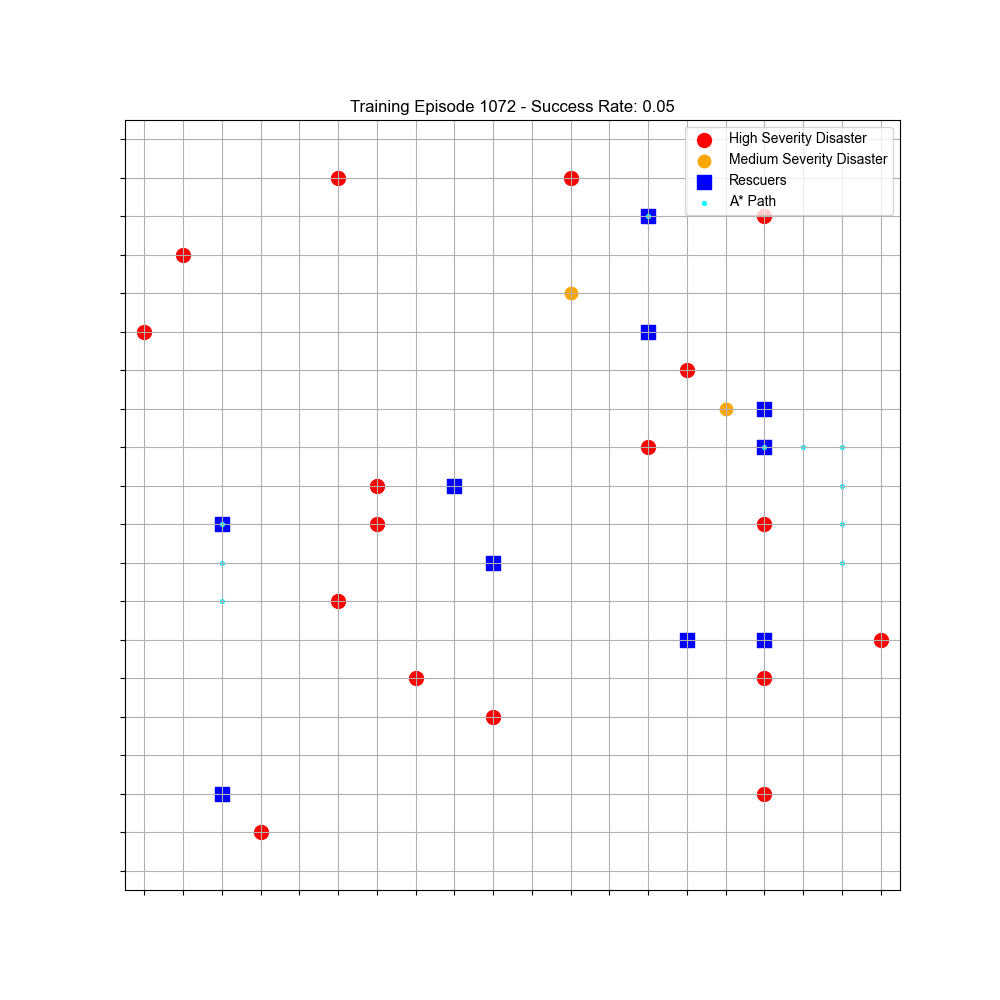 Training Episode 1072 - Success Rate: 0.05
High Severity Disaster
Medium Severity Disaster
Rescuers
A* Path